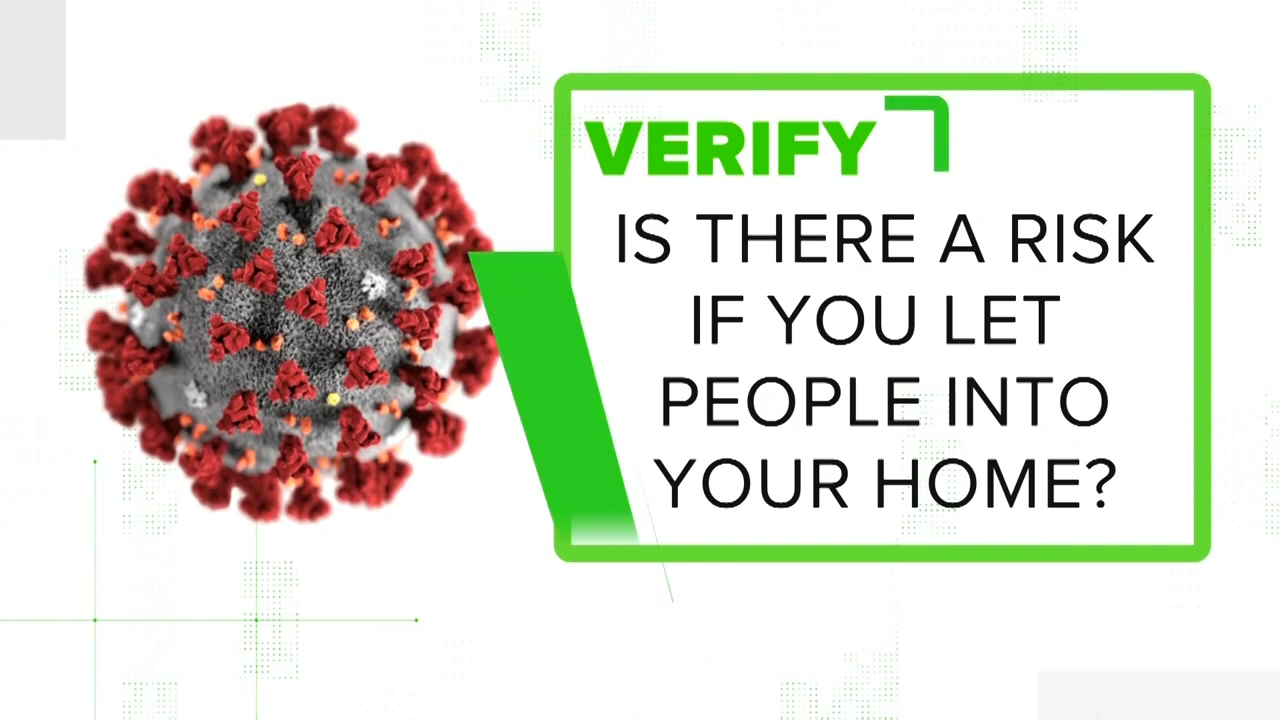 VERIFY
IS THERE A RISK
IF YOU LET
PEOPLE INTO
YOUR HOME?